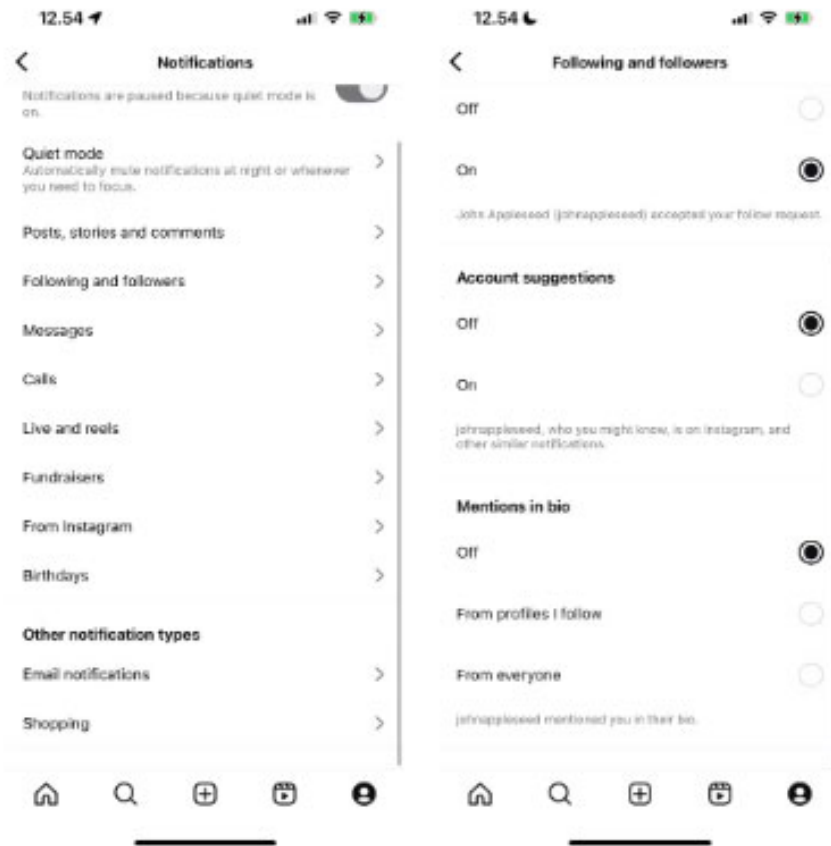 12.54
Notifications
Notifications are paused because quiet mode is
on.
Quiet mode
Automatically mute notifications at night or whenever
you need to focus.
Posts, stories and comments
Following and followers
Messages
Calls
Live and reels
Fundraisers
From Instagram
Birthdays
Other notification types
Email notifications
Shopping
12.54
Following and followers
Off
On
John Appleseed (johnappleseed) accepted your follow request.
Account suggestions
Off
On
johnappleseed, who you might know, is on Instagram, and
other similar notifications.
Mentions in bio
Off
From profiles I follow
From everyone
johnappleseed mentioned you in their bio.